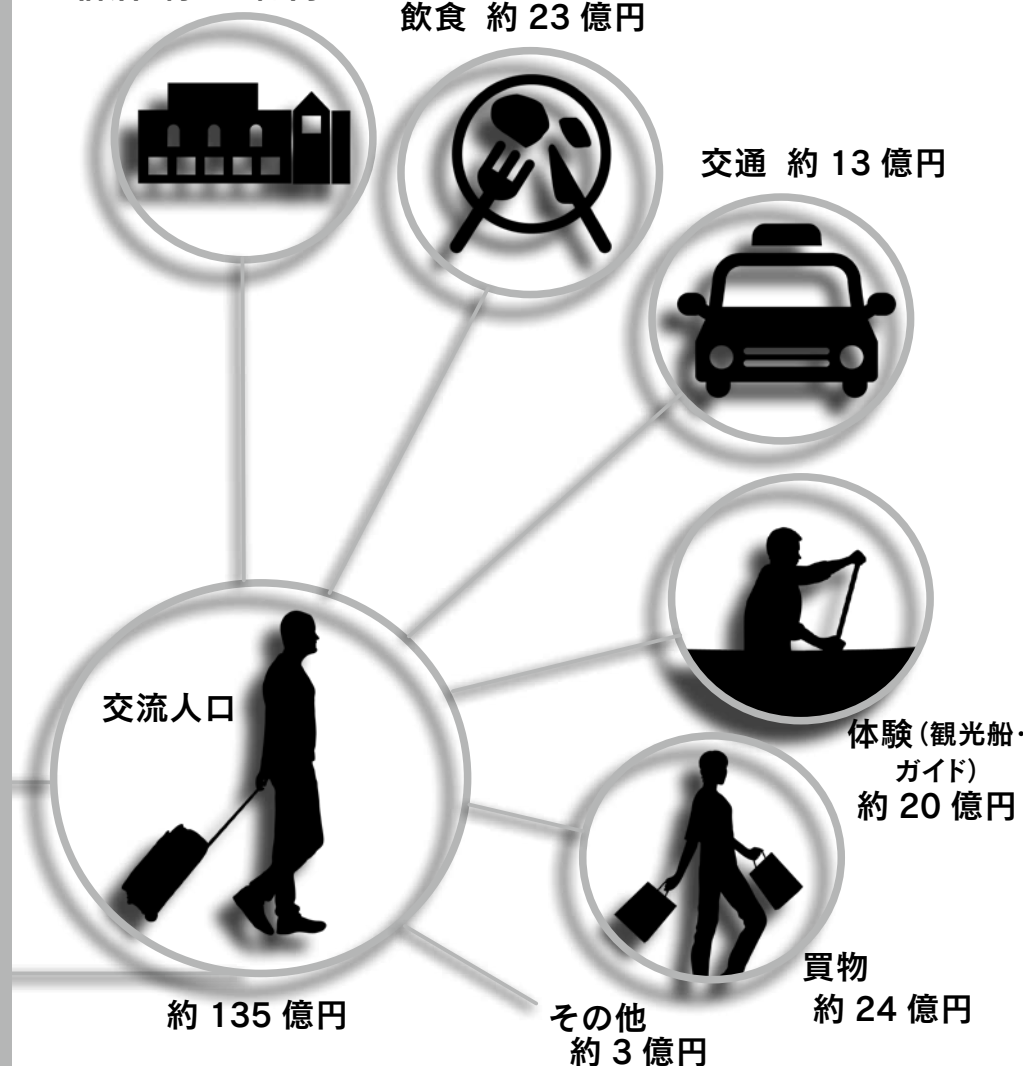 飲食 約 23 億円
交通 約 13 億円
体験（観光船・
ガイド）
約 20 億円
交流人口
約 135 億円
買物
約 24 億円
その他
約 3 億円